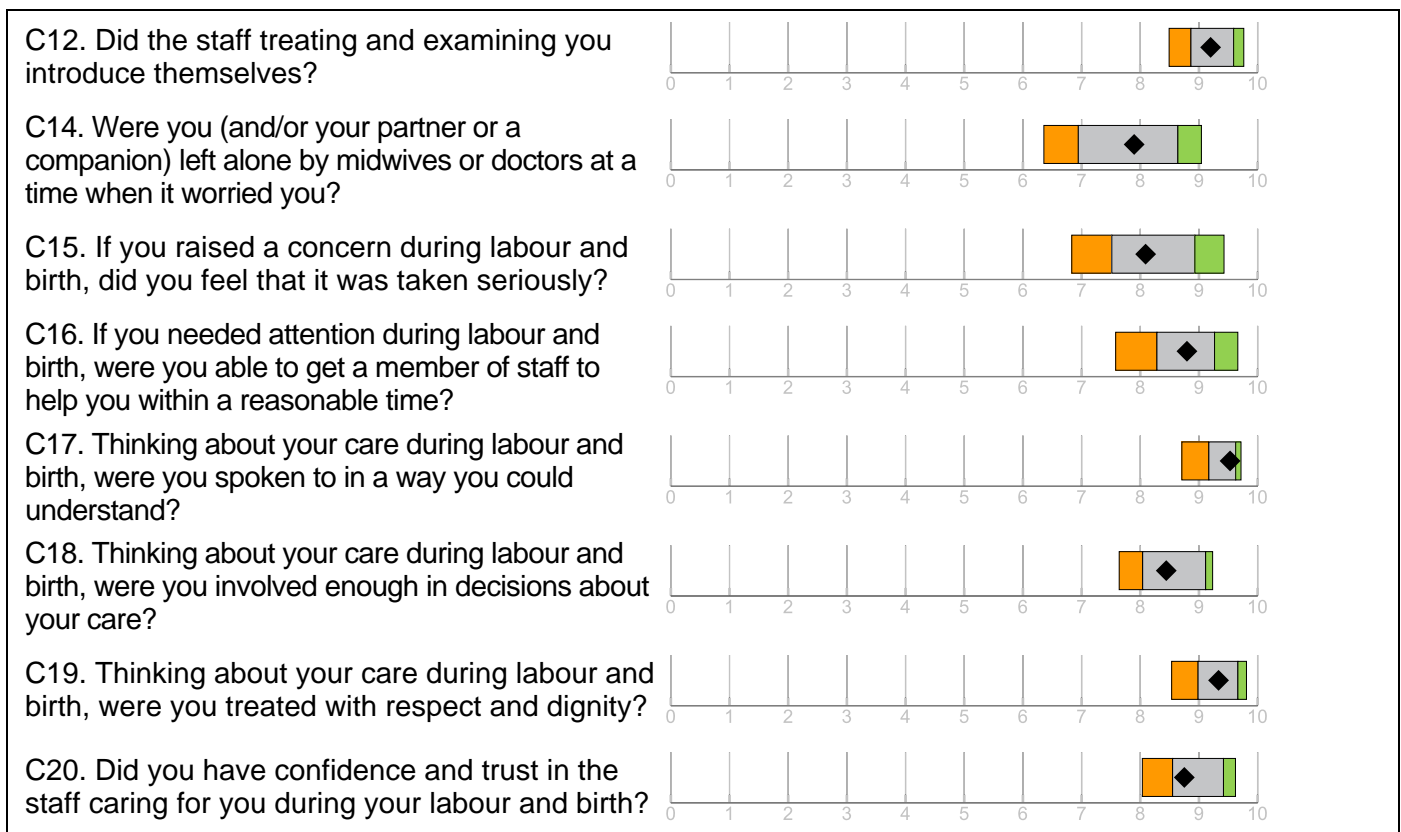 C12. Did the staff treating and examining you
introduce themselves?
0 1 2 3 4 5 6 7 8 9 10
C14. Were you (and/or your partner or a
companion) left alone by midwives or doctors at a
time when it worried you?
0 1 2 3 4 5 6 7 8 9 10
C15. If you raised a concern during labour and
birth, did you feel that it was taken seriously?
0 1 2 3 4 5 6 7 8 9 10
C16. If you needed attention during labour and
birth, were you able to get a member of staff to
help you within a reasonable time?
0 1 2 3 4 5 6 7 8 9 10
C17. Thinking about your care during labour and
birth, were you spoken to in a way you could
understand?
0 1 2 3 4 5 6 7 8 9 10
C18. Thinking about your care during labour and
birth, were you involved enough in decisions about
your care?
0 1 2 3 4 5 6 7 8 9 10
C19. Thinking about your care during labour and
birth, were you treated with respect and dignity?
0 1 2 3 4 5 6 7 8 9 10
C20. Did you have confidence and trust in the
staff caring for you during your labour and birth?
0 1 2 3 4 5 6 7 8 9 10